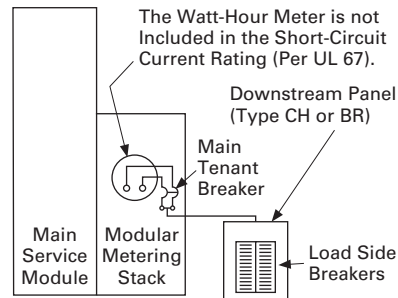 The Watt-Hour Meter is not
Included in the Short-Circuit
Current Rating (Per UL 67).
Downstream Panel
(Type CH or BR)
Main
Tenant
Breaker
Main
Service
Module
Modular
Metering
Stack
Load Side
Breakers